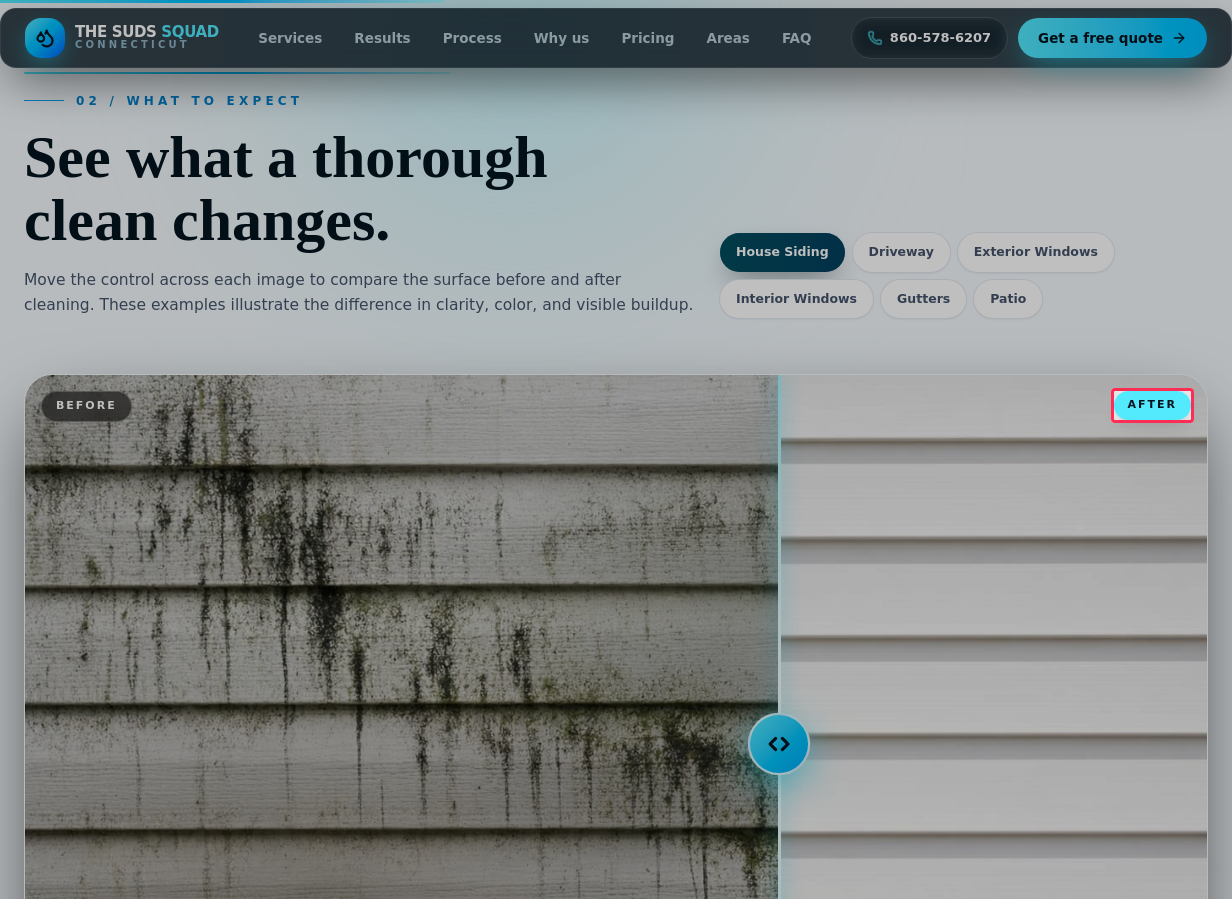 THE SUDS SQUAD
CONNECTICUT
Services
Results
Process
Why us
Pricing
Areas
FAQ
860-578-6207
Get a free quote
02 / WHAT TO EXPECT
See what a thorough
clean changes.
Move the control across each image to compare the surface before and after
cleaning. These examples illustrate the difference in clarity, color, and visible buildup.
House Siding
Driveway
Exterior Windows
Interior Windows
Gutters
Patio
BEFORE
AFTER